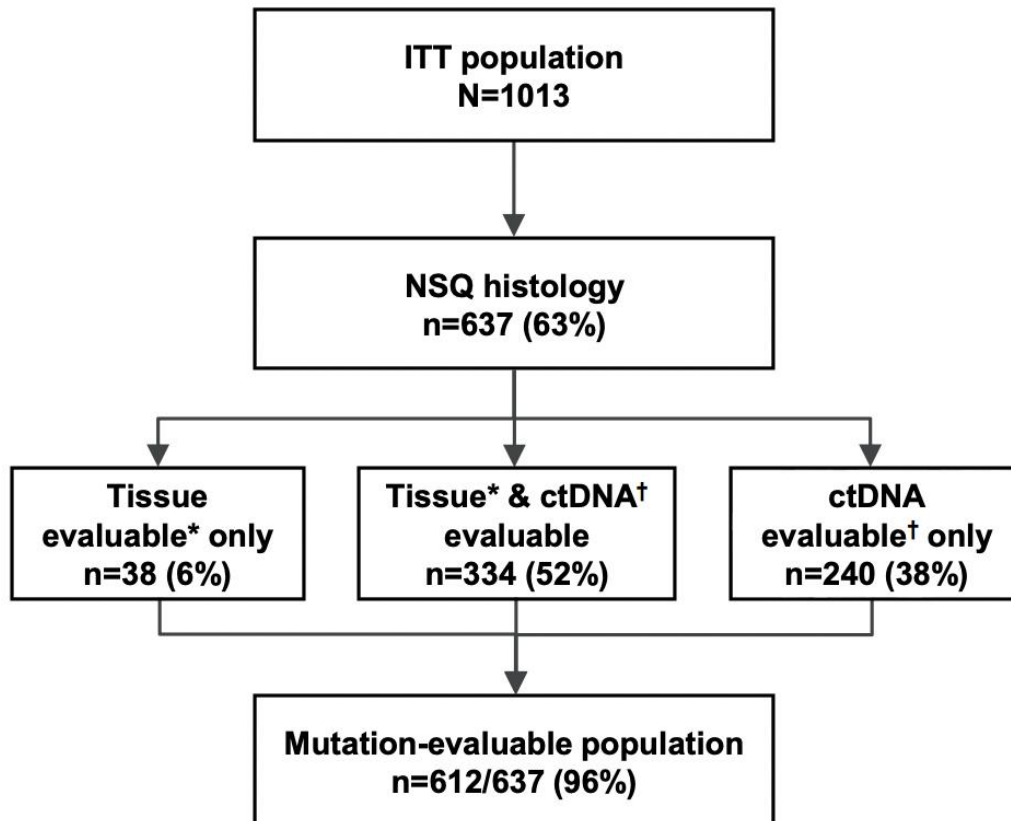 ITT population
N=1013
NSQ histology
n=637 (63%)
Tissue
evaluable* only
n=38 (6%)
Tissue* & ctDNA†
evaluable
n=334 (52%)
ctDNA
evaluable† only
n=240 (38%)
Mutation-evaluable population
n=612/637 (96%)